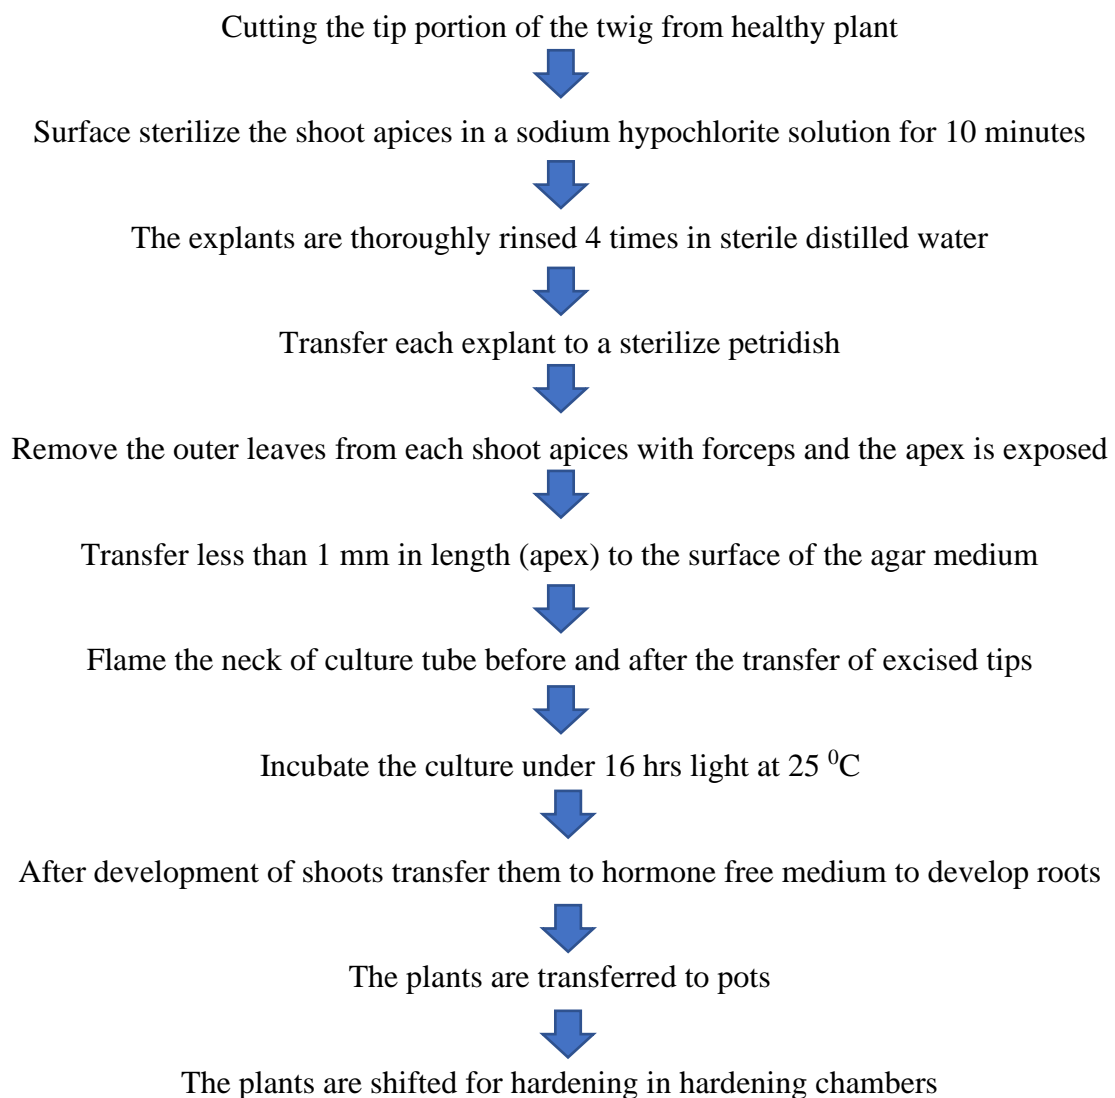 Cutting the tip portion of the twig from healthy plant
Surface sterilize the shoot apices in a sodium hypochlorite solution for 10 minutes
The explants are thoroughly rinsed 4 times in sterile distilled water
Transfer each explant to a sterilize petridish
Remove the outer leaves from each shoot apices with forceps and the apex is exposed
Transfer less than 1 mm in length (apex) to the surface of the agar medium
Flame the neck of culture tube before and after the transfer of excised tips
Incubate the culture under 16 hrs light at 25 ⁰C
After development of shoots transfer them to hormone free medium to develop roots
The plants are transferred to pots
The plants are shifted for hardening in hardening chambers